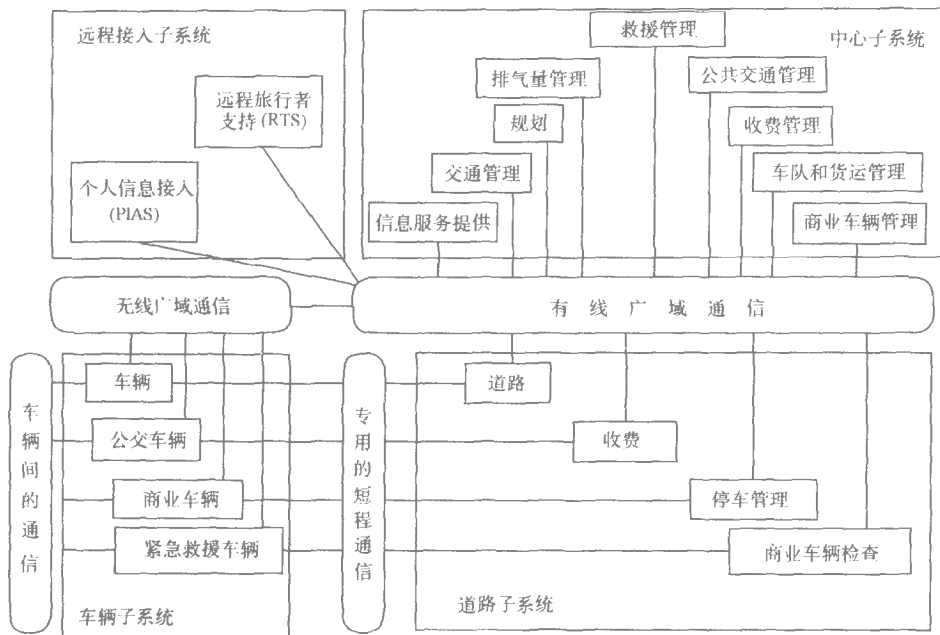 远程接入子系统
远程旅行者
支持(RTS)
个人信息接入
(PIAS)
救援管理
中心子系统
排气量管理
公共交通管理
规划
收费管理
交通管理
车队和货运管理
信息服务提供
商业车辆管理
无线广域通信
有线广域通信
车辆间的通信
车辆
公交车辆
商业车辆
紧急救援车辆
车辆子系统
专用的短程通信
道路
收费
停车管理
商业车辆检查
道路子系统